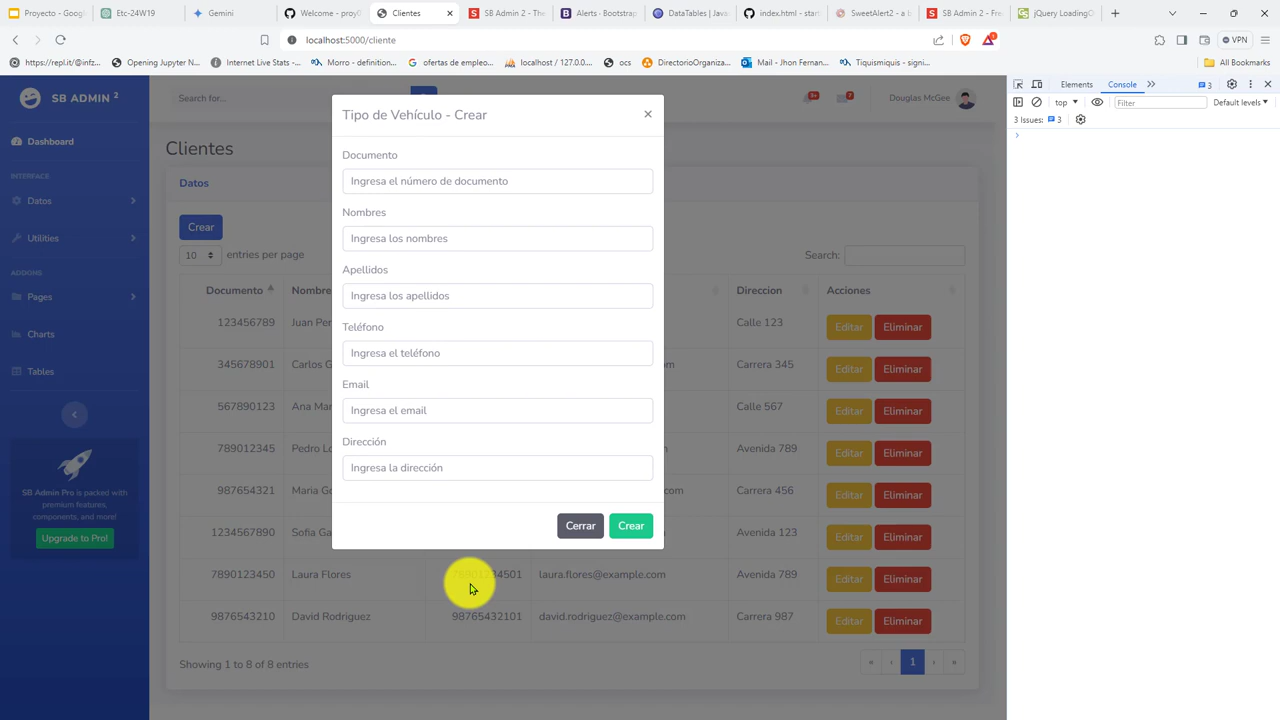 Proyecto - Goog
Etc-24W19
Gemini
Welcome - proy0
Clientes
SB Admin 2 - The
Alerts · Bootstrap
DataTables | Java
index.html - start
SweetAlert2 - a b
SB Admin 2 - Fre
jQuery LoadingO
localhost:5000/cliente
VPN
https://repl.it/@infz...
Opening Jupyter N...
Internet Live Stats -...
Morro - definition...
ofertas de empleo...
localhost / 127.0.0...
ocs
DirectorioOrganiza...
Mail - Jhon Fernan...
Tiquismiquis - signi...
All Bookmarks
SB ADMIN 2
Dashboard
INTERFACE
Datos
Utilities
ADDONS
Pages
Charts
Tables
SB Admin Pro is packed with
premium features,
components, and more!
Upgrade to Pro!
Search for...
9+
7
Douglas McGee
Clientes
Datos
Crear
10 entries per page
Search:
Documento Nombre Direccion Acciones
123456789 Juan Per Calle 123 Editar Eliminar
345678901 Carlos G om Carrera 345 Editar Eliminar
567890123 Ana Mar Calle 567 Editar Eliminar
789012345 Pedro Lo Avenida 789 Editar Eliminar
987654321 Maria Go .com Carrera 456 Editar Eliminar
1234567890 Sofia Ga Avenida 123 Editar Eliminar
7890123450 Laura Flores 78901234501 laura.flores@example.com Avenida 789 Editar Eliminar
9876543210 David Rodriguez 98765432101 david.rodriguez@example.com Carrera 987 Editar Eliminar
Showing 1 to 8 of 8 entries
« ‹ 1 › »
Tipo de Vehículo - Crear
×
Documento
Ingresa el número de documento
Nombres
Ingresa los nombres
Apellidos
Ingresa los apellidos
Teléfono
Ingresa el teléfono
Email
Ingresa el email
Dirección
Ingresa la dirección
Cerrar
Crear
Elements
Console
3
top
Filter
Default levels
3 Issues: 3